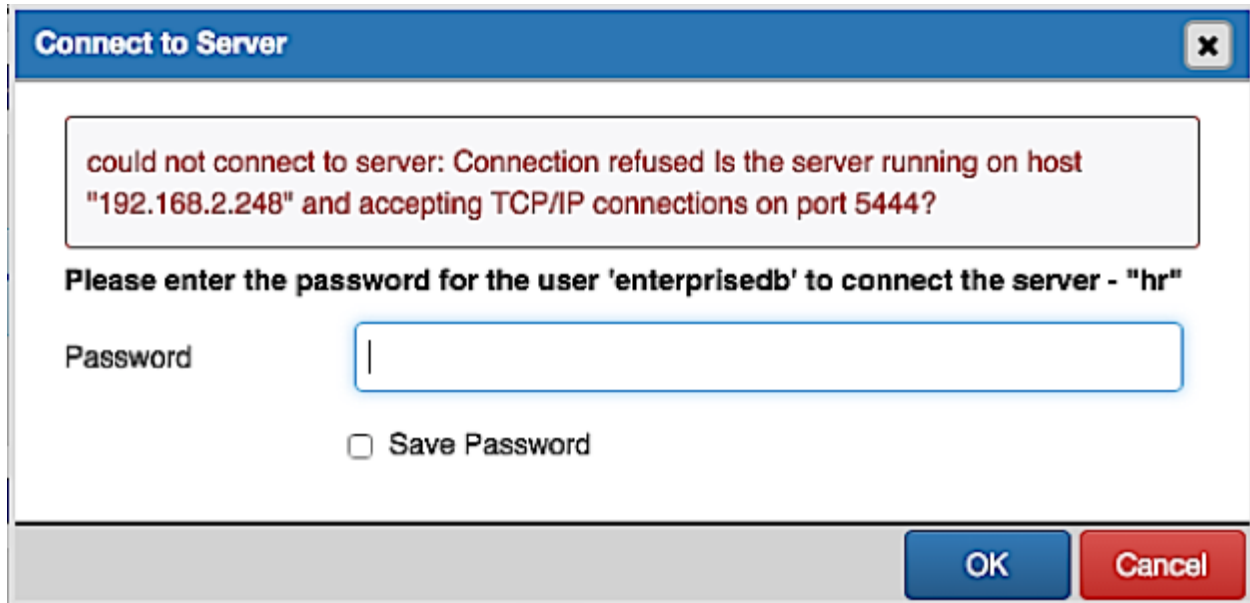 Connect to Server
could not connect to server: Connection refused Is the server running on host
"192.168.2.248" and accepting TCP/IP connections on port 5444?
Please enter the password for the user 'enterprisedb' to connect the server - "hr"
Password
Save Password
OK Cancel